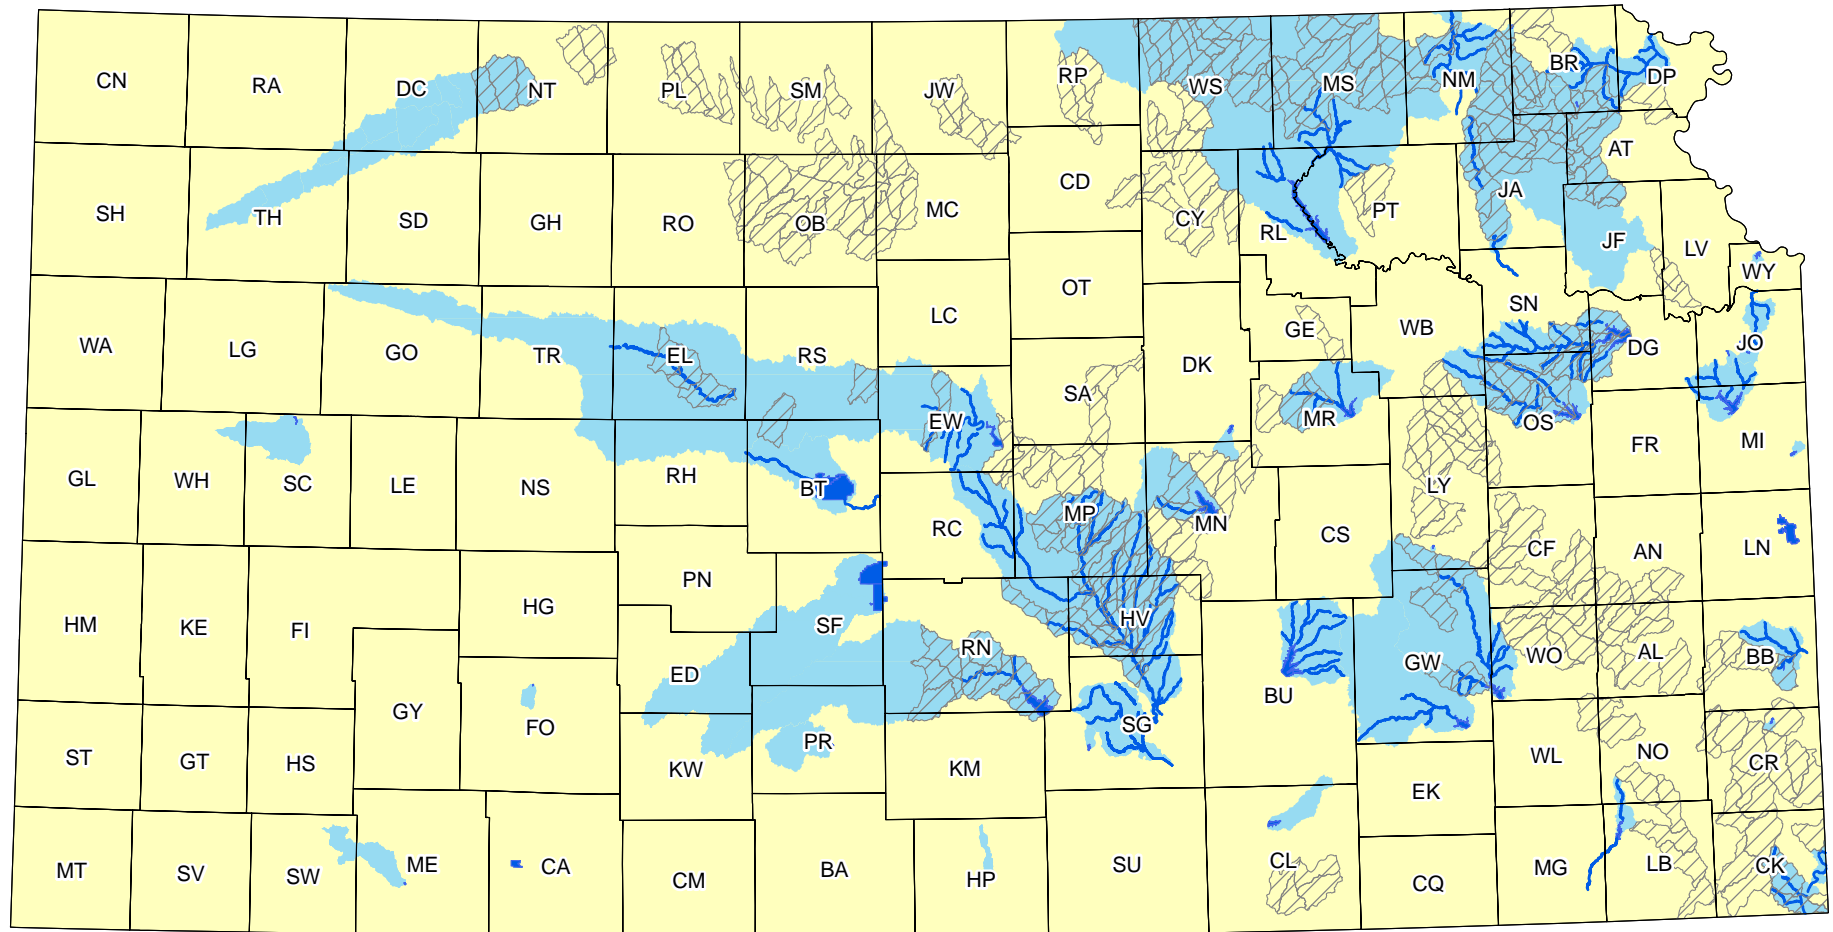 CN RA DC NT PL SM JW RP WS MS NM BR DP
SH TH SD GH RO OB MC CD CY RL PT JA AT JF LV WY
WA LG GO TR EL RS LC OT DK GE WB SN DG JO
GL WH SC LE NS RH BT EW SA MR LY OS FR MI
HM KE FI HG PN SF RC MP MN CS CF AN LN
ST GT HS GY FO ED KW PR RN HV SG KM BU GW WO AL BB
MT SV SW ME CA CM BA HP SU CL EK CQ WL MG NO LB CR CK